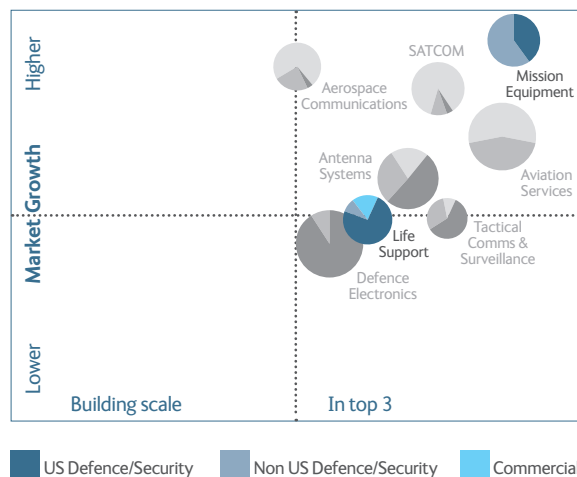 Higher
Market Growth
Lower
SATCOM
Mission
Equipment
Aerospace
Communications
Antenna
Systems
Aviation
Services
Life
Support
Tactical
Comms &
Surveillance
Defence
Electronics
Building scale
In top 3
US Defence/Security
Non US Defence/Security
Commercial